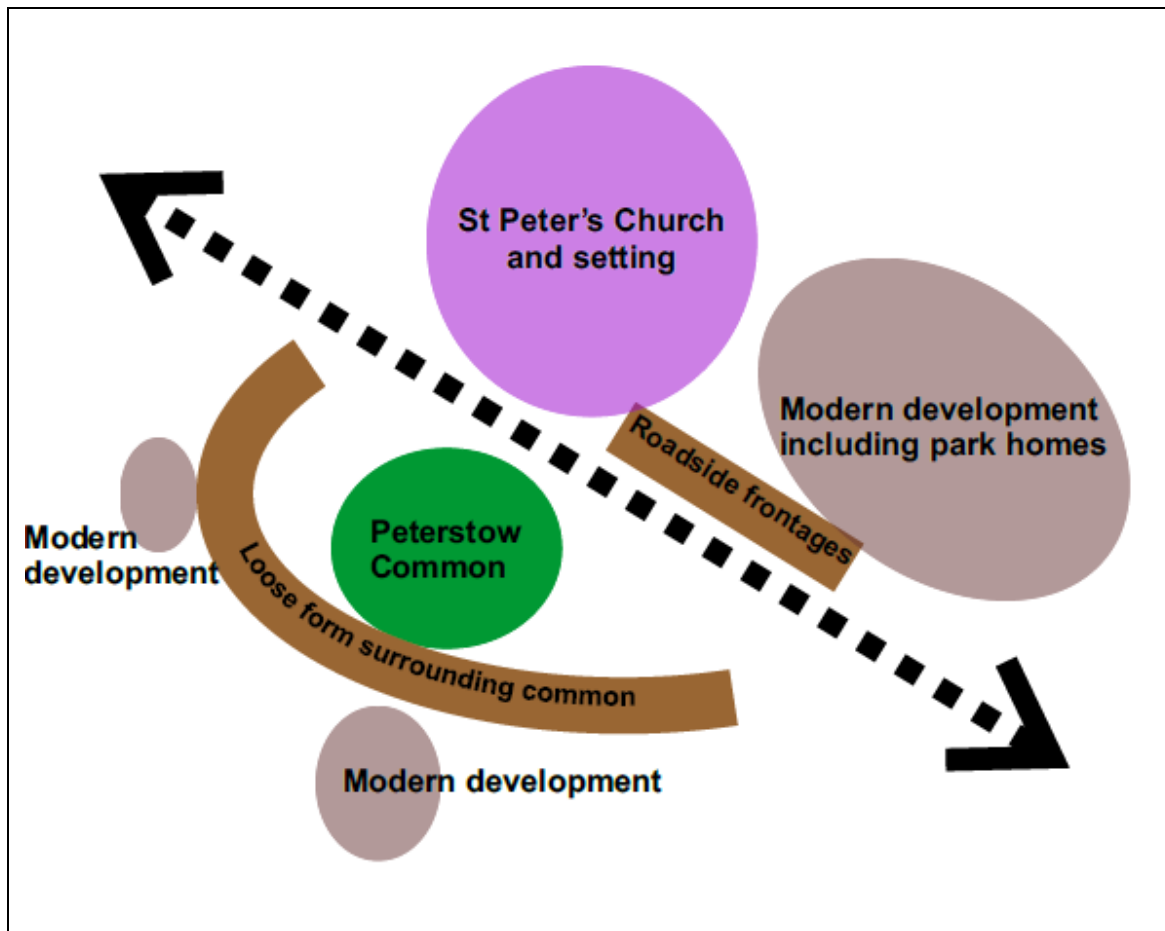 St Peter’s Church
and setting
Modern development
including park homes
Roadside frontages
Peterstow
Common
Modern
development
Loose form surrounding common
Modern development